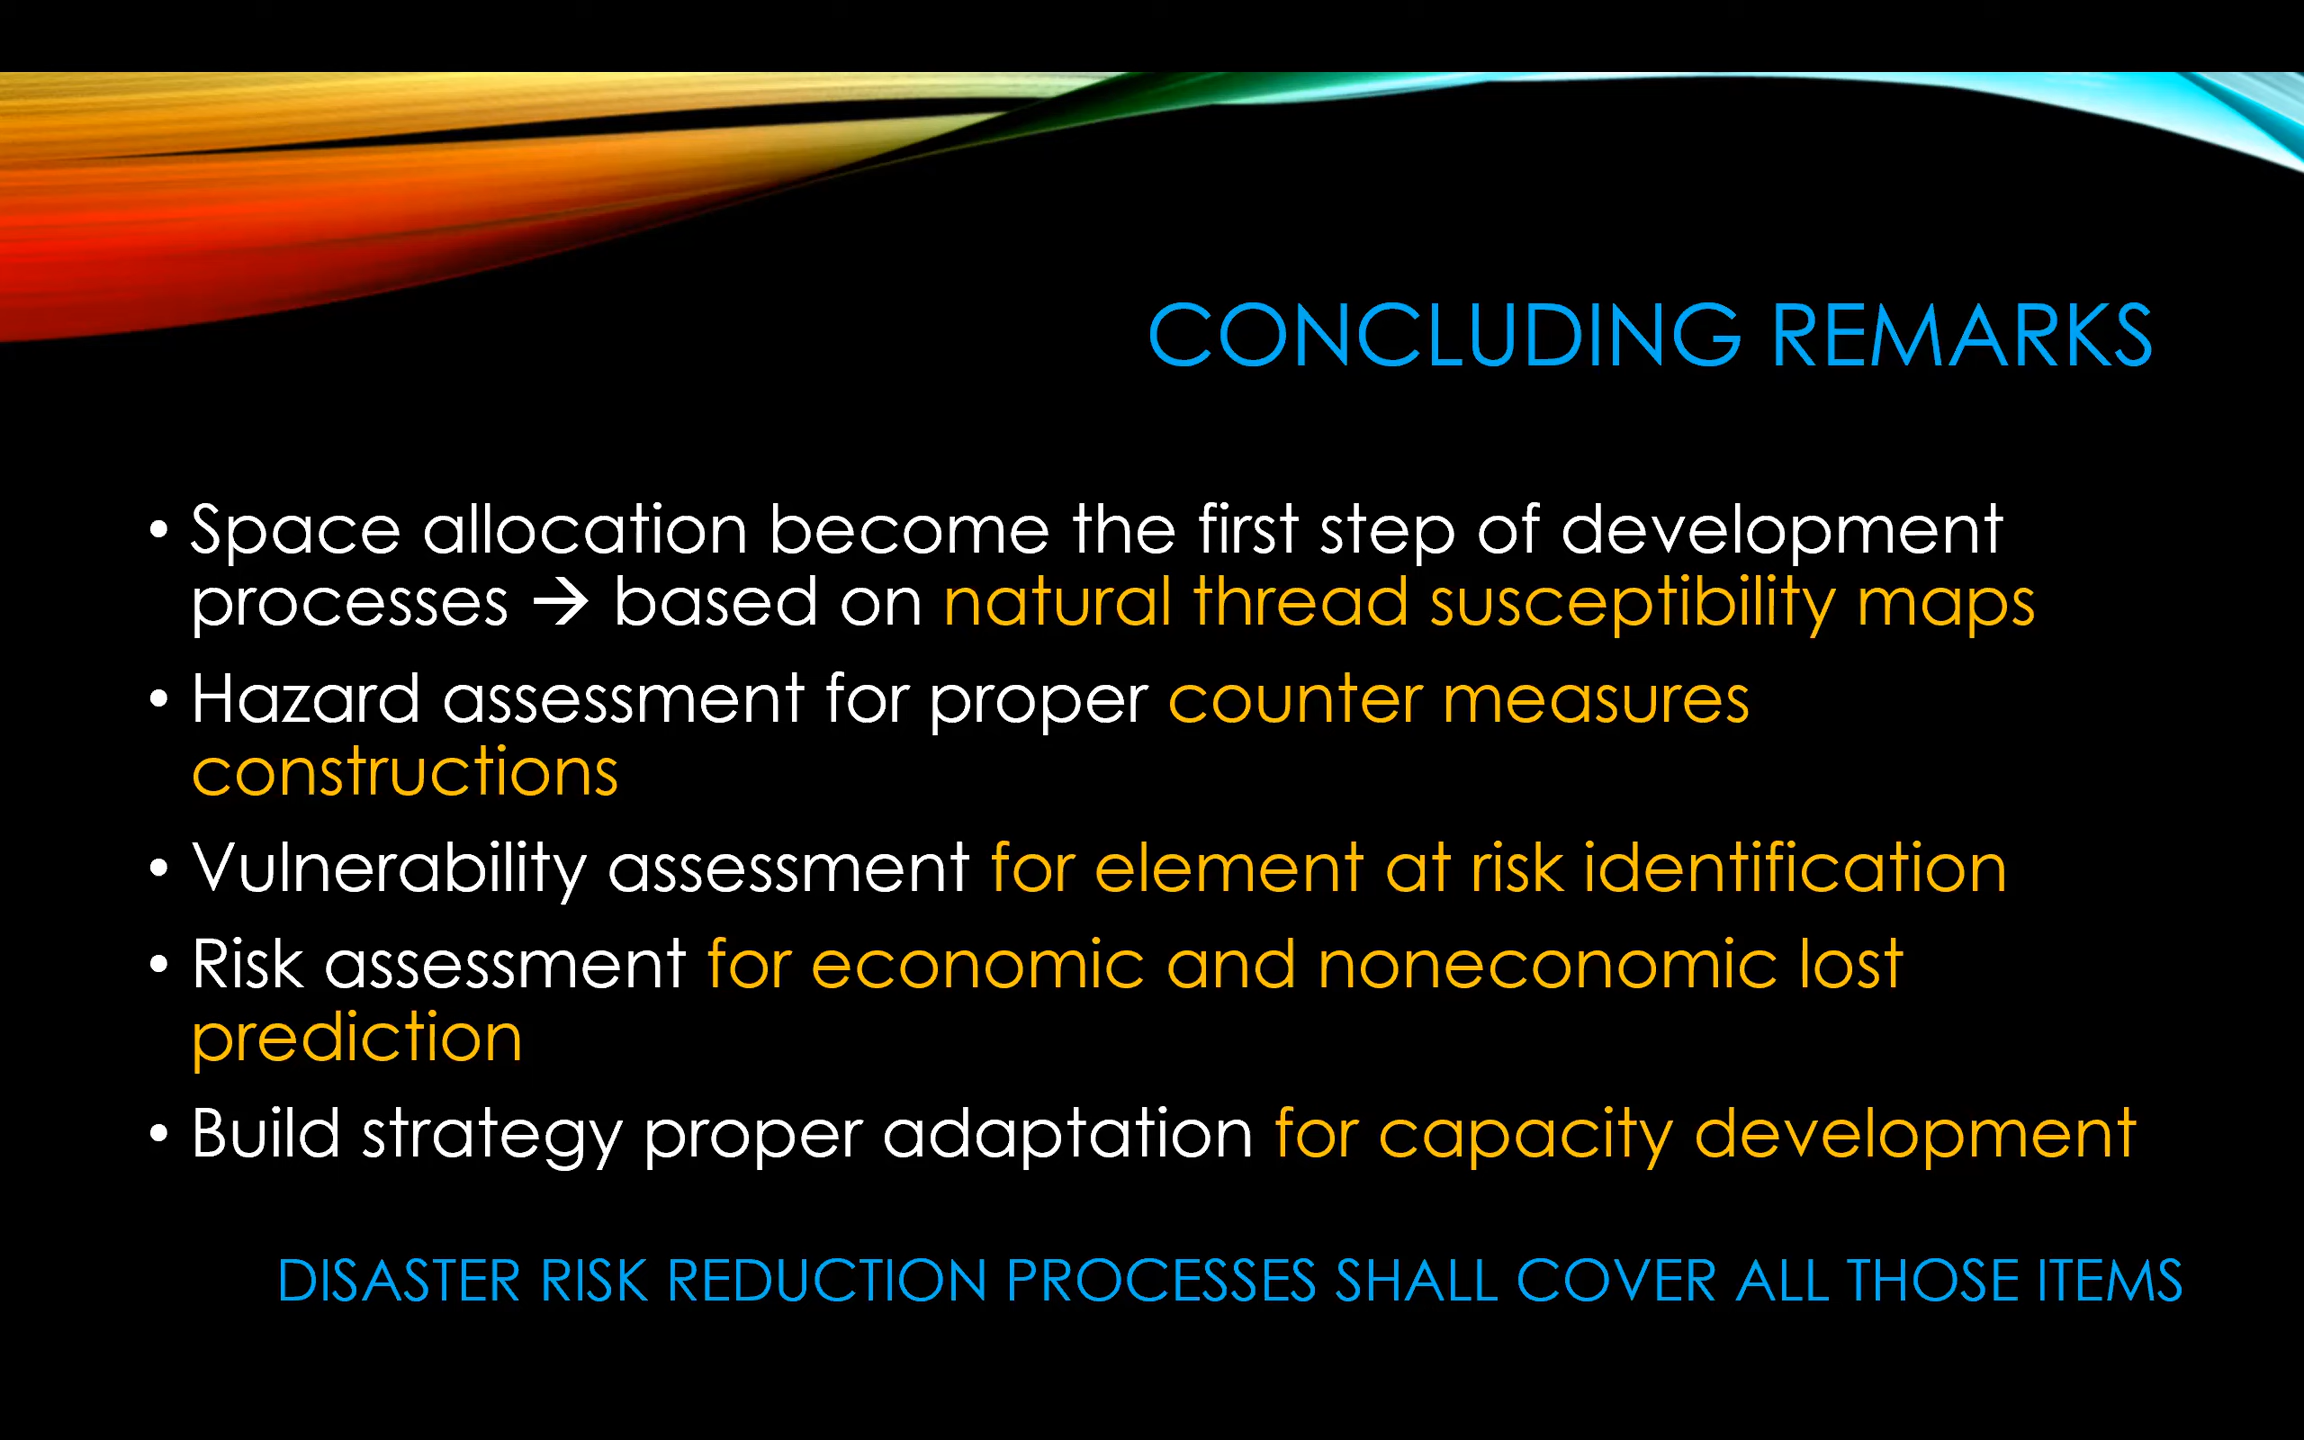 CONCLUDING REMARKS
• Space allocation become the first step of development
processes → based on natural thread susceptibility maps
• Hazard assessment for proper counter measures
constructions
• Vulnerability assessment for element at risk identification
• Risk assessment for economic and noneconomic lost
prediction
• Build strategy proper adaptation for capacity development
DISASTER RISK REDUCTION PROCESSES SHALL COVER ALL THOSE ITEMS